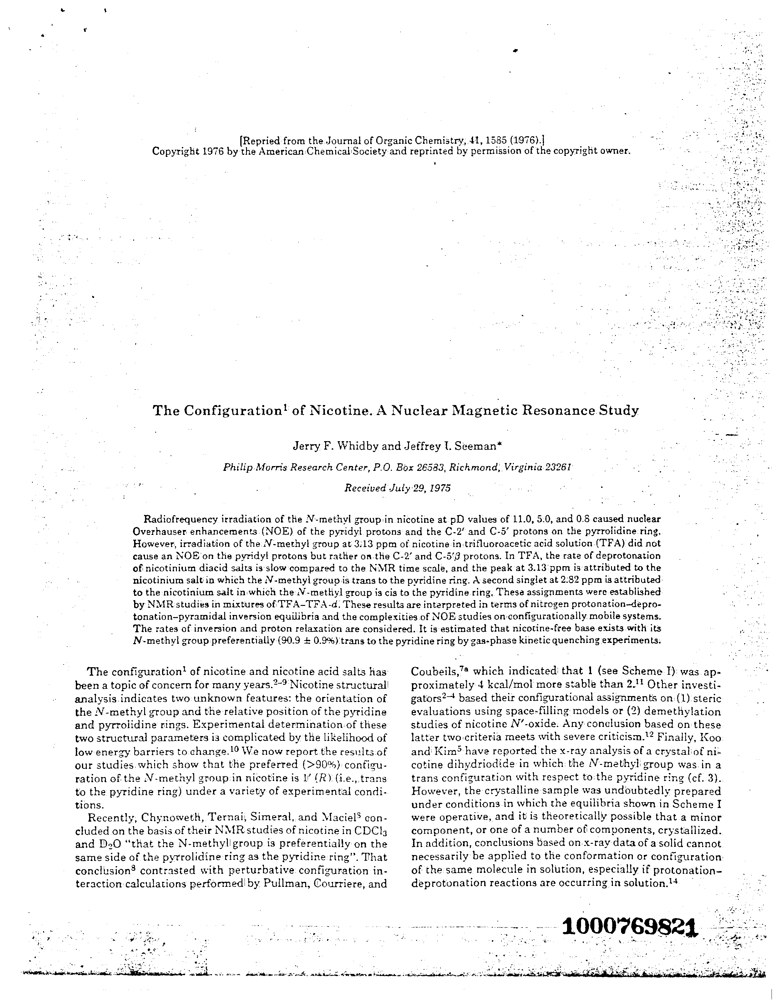 [Repried from the Journal of Organic Chemistry, 41, 1585 (1976).]
Copyright 1976 by the American Chemical Society and reprinted by permission of the copyright owner.
The Configuration¹ of Nicotine. A Nuclear Magnetic Resonance Study
Jerry F. Whidby and Jeffrey I. Seeman*
Philip Morris Research Center, P.O. Box 26583, Richmond, Virginia 23261
Received July 29, 1975
Radiofrequency irradiation of the N-methyl group in nicotine at pD values of 11.0, 5.0, and 0.8 caused nuclear
Overhauser enhancements (NOE) of the pyridyl protons and the C-2′ and C-5′ protons on the pyrrolidine ring.
However, irradiation of the N-methyl group at 3.13 ppm of nicotine in trifluoroacetic acid solution (TFA) did not
cause an NOE on the pyridyl protons but rather on the C-2′ and C-5′β protons. In TFA, the rate of deprotonation
of nicotinium diacid salts is slow compared to the NMR time scale, and the peak at 3.13 ppm is attributed to the
nicotinium salt in which the N-methyl group is trans to the pyridine ring. A second singlet at 2.82 ppm is attributed
to the nicotinium salt in which the N-methyl group is cis to the pyridine ring. These assignments were established
by NMR studies in mixtures of TFA–TFA-d. These results are interpreted in terms of nitrogen protonation–depro-
tonation–pyramidal inversion equilibria and the complexities of NOE studies on configurationally mobile systems.
The rates of inversion and proton relaxation are considered. It is estimated that nicotine-free base exists with its
N-methyl group preferentially (90.9 ± 0.9%) trans to the pyridine ring by gas-phase kinetic quenching experiments.
The configuration¹ of nicotine and nicotine acid salts has
been a topic of concern for many years.²⁻⁹ Nicotine structural
analysis indicates two unknown features: the orientation of
the N-methyl group and the relative position of the pyridine
and pyrrolidine rings. Experimental determination of these
two structural parameters is complicated by the likelihood of
low energy barriers to change.¹⁰ We now report the results of
our studies which show that the preferred (>90%) configu-
ration of the N-methyl group in nicotine is 1′ (R) (i.e., trans
to the pyridine ring) under a variety of experimental condi-
tions.
Recently, Chynoweth, Ternai, Simeral, and Maciel⁸ con-
cluded on the basis of their NMR studies of nicotine in CDCl₃
and D₂O "that the N-methyl group is preferentially on the
same side of the pyrrolidine ring as the pyridine ring". That
conclusion⁸ contrasted with perturbative configuration in-
teraction calculations performed by Pullman, Courriere, and
Coubeils,⁷ᵃ which indicated that 1 (see Scheme I) was ap-
proximately 4 kcal/mol more stable than 2.¹¹ Other investi-
gators²⁻⁴ based their configurational assignments on (1) steric
evaluations using space-filling models or (2) demethylation
studies of nicotine N′-oxide. Any conclusion based on these
latter two criteria meets with severe criticism.¹² Finally, Koo
and Kim⁵ have reported the x-ray analysis of a crystal of ni-
cotine dihydriodide in which the N-methyl group was in a
trans configuration with respect to the pyridine ring (cf. 3).
However, the crystalline sample was undoubtedly prepared
under conditions in which the equilibria shown in Scheme I
were operative, and it is theoretically possible that a minor
component, or one of a number of components, crystallized.
In addition, conclusions based on x-ray data of a solid cannot
necessarily be applied to the conformation or configuration
of the same molecule in solution, especially if protonation–
deprotonation reactions are occurring in solution.¹⁴
1000769821